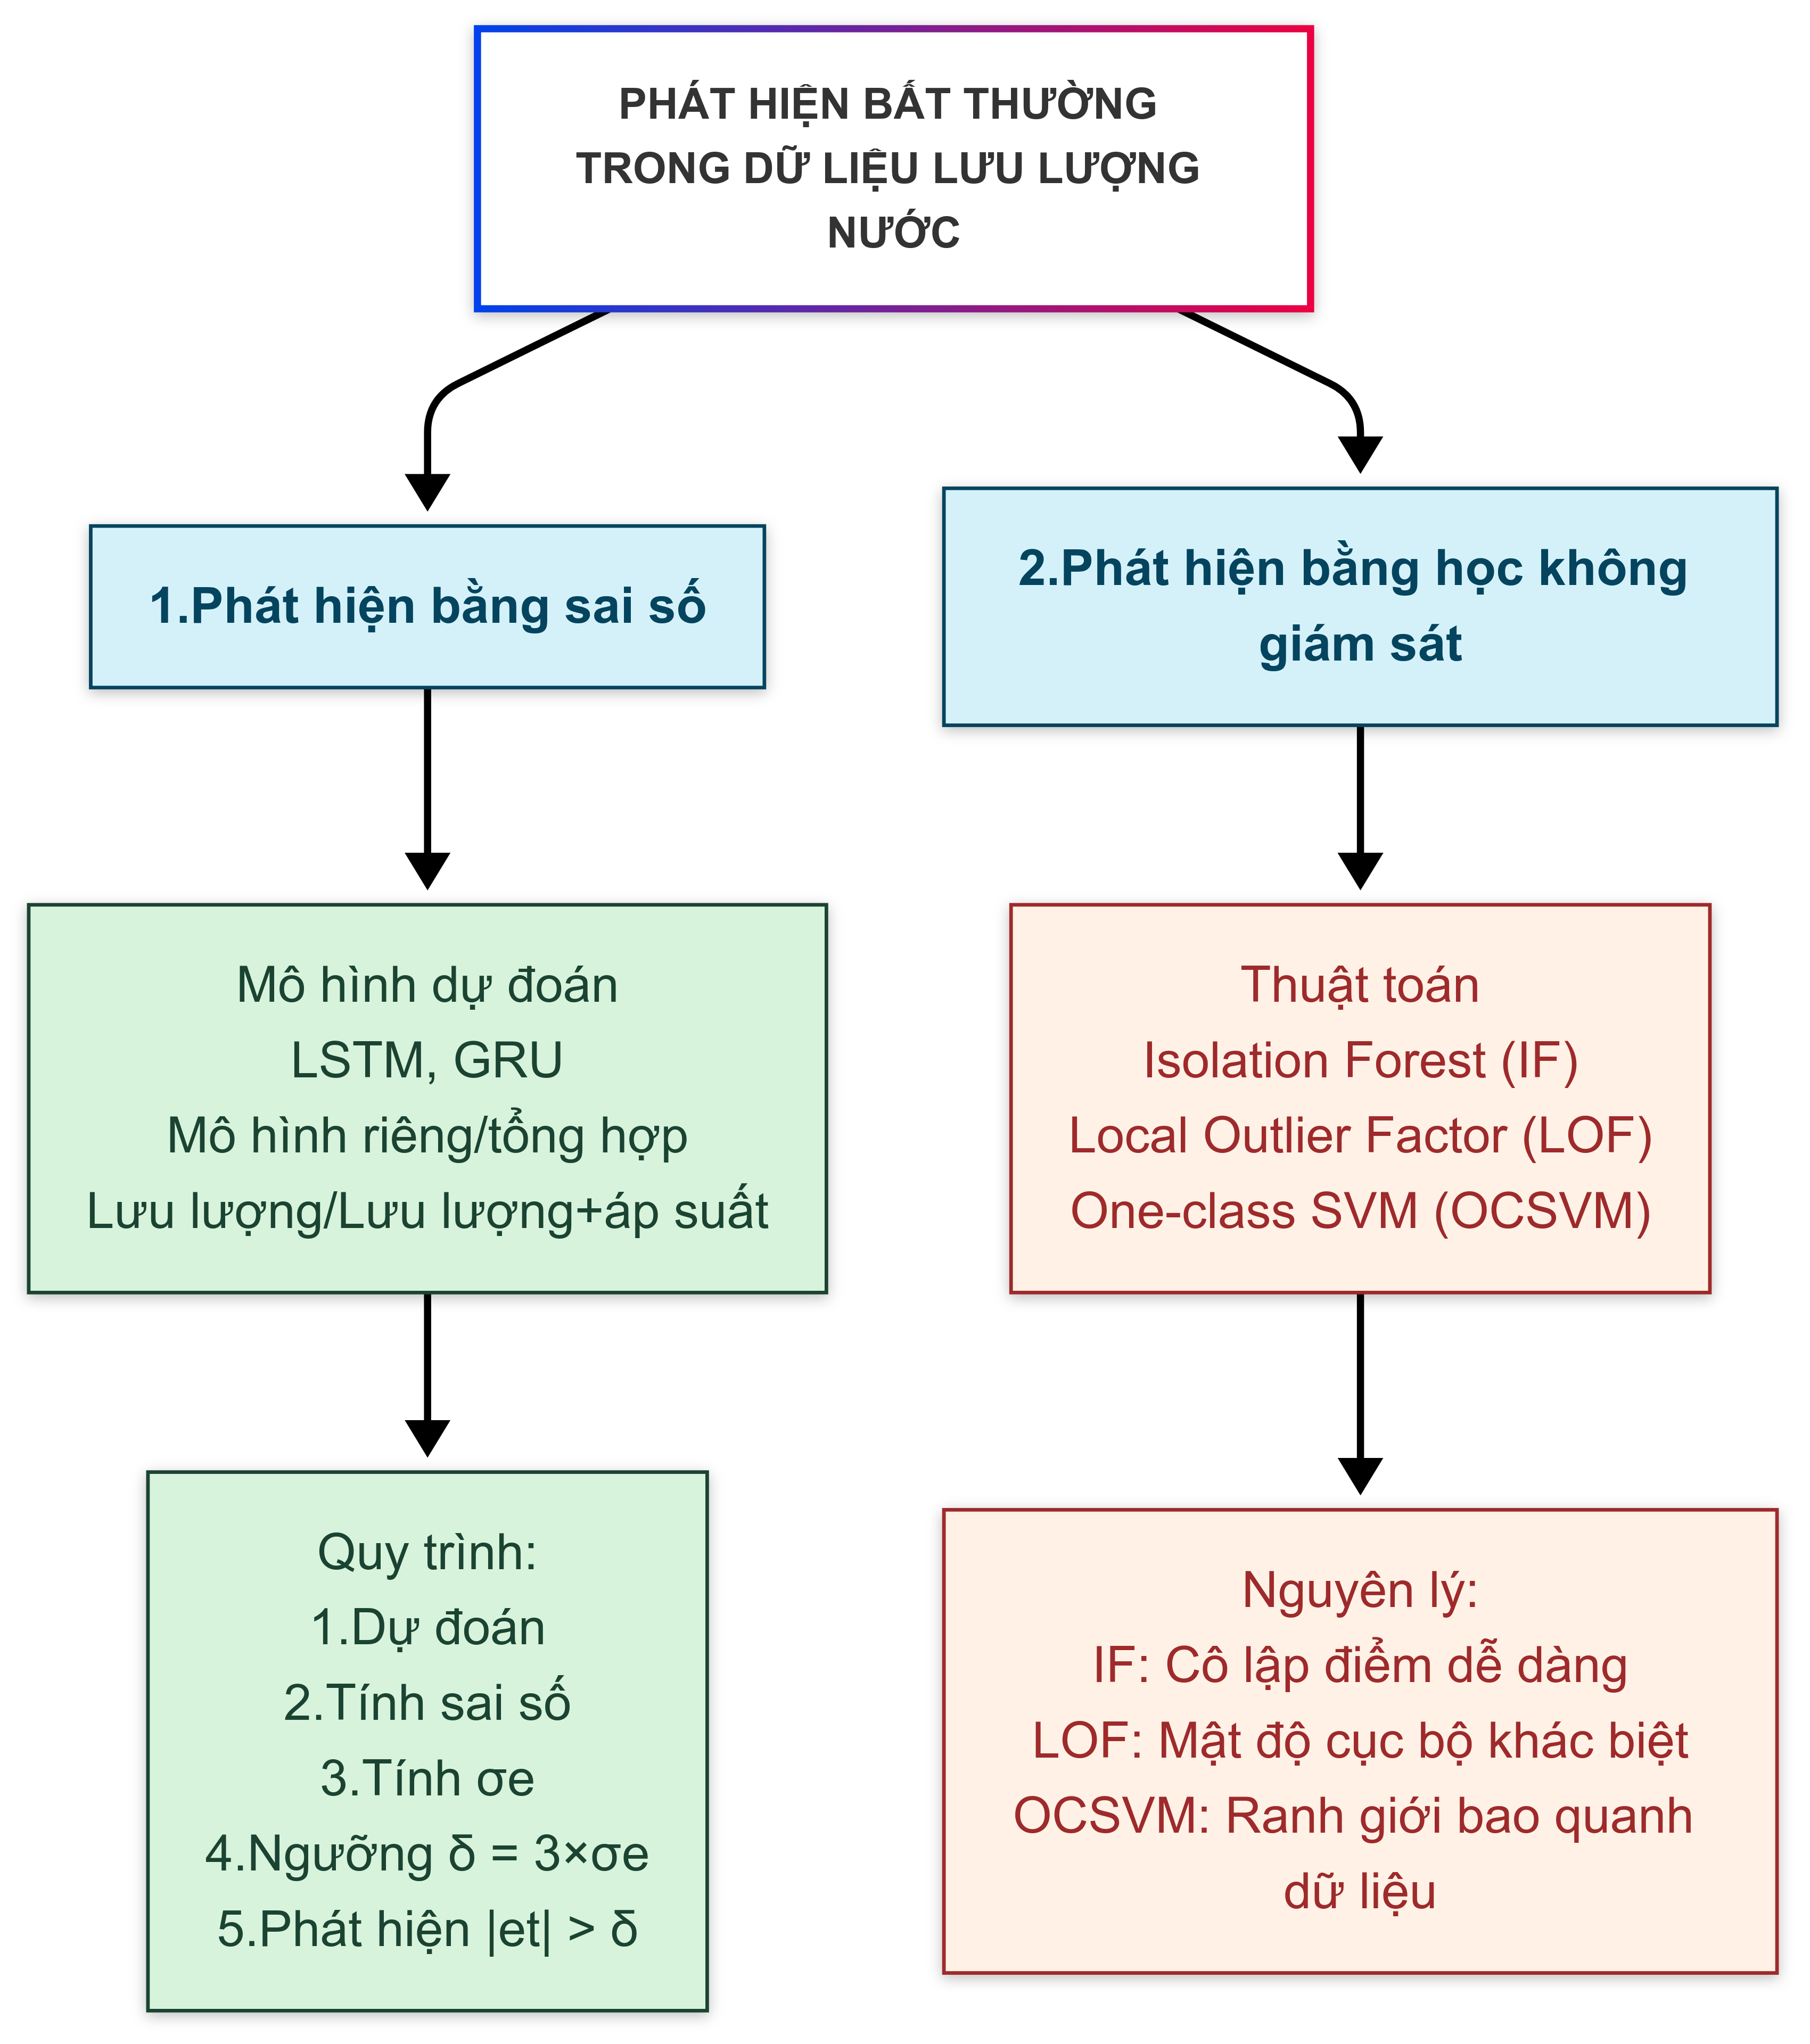 PHÁT HIỆN BẤT THƯỜNG
TRONG DỮ LIỆU LƯU LƯỢNG
NƯỚC
1.Phát hiện bằng sai số
2.Phát hiện bằng học không
giám sát
Mô hình dự đoán
LSTM, GRU
Mô hình riêng/tổng hợp
Lưu lượng/Lưu lượng+áp suất
Thuật toán
Isolation Forest (IF)
Local Outlier Factor (LOF)
One-class SVM (OCSVM)
Quy trình:
1.Dự đoán
2.Tính sai số
3.Tính σe
4.Ngưỡng δ = 3×σe
5.Phát hiện |et| > δ
Nguyên lý:
IF: Cô lập điểm dễ dàng
LOF: Mật độ cục bộ khác biệt
OCSVM: Ranh giới bao quanh
dữ liệu